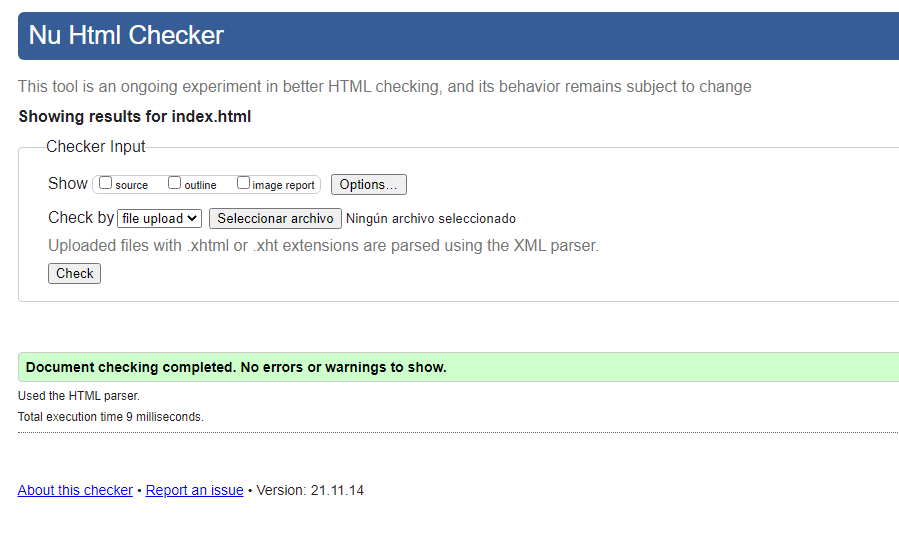 Nu Html Checker
This tool is an ongoing experiment in better HTML checking, and its behavior remains subject to change
Showing results for index.html
Checker Input
Show source outline image report Options...
Check by file upload Seleccionar archivo Ningún archivo seleccionado
Uploaded files with .xhtml or .xht extensions are parsed using the XML parser.
Check
Document checking completed. No errors or warnings to show.
Used the HTML parser.
Total execution time 9 milliseconds.
About this checker • Report an issue • Version: 21.11.14